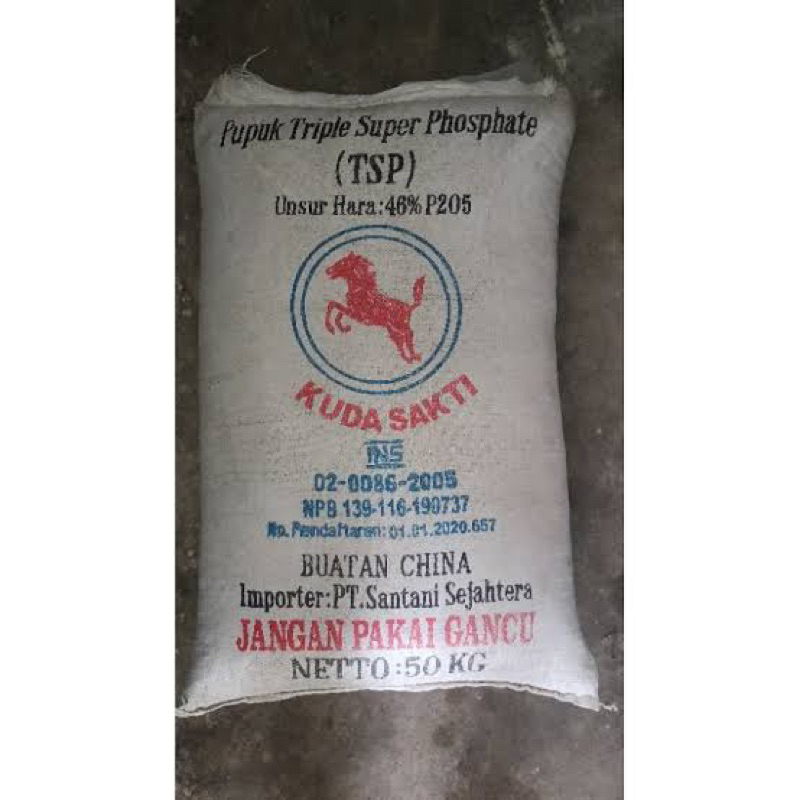 Pupuk Triple Super Phosphate
(TSP)
Unsur Hara:46% P2O5
KUDA SAKTI
02-0086-2005
NPB 139-116-190737
No. Pendaftaran: 01.01.2020.657
BUATAN CHINA
Importer:PT.Santani Sejahtera
JANGAN PAKAI GANCU
NETTO:50 KG